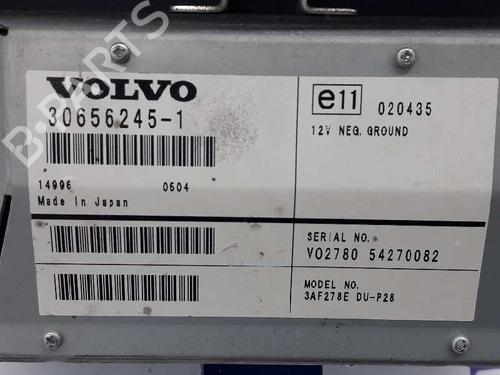 VOLVO
30656245-1
14996 0504
Made In Japan
e11 020435
12V NEG. GROUND
SERIAL NO.
VO2780 54270082
MODEL NO.
3AF278E DU-P28
B-PARTS